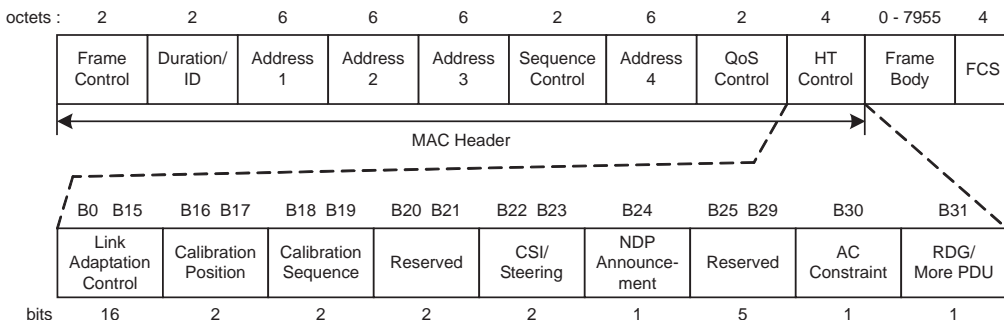 octets : 2 2 6 6 6 2 6 2 4 0 - 7955 4
Frame Control
Duration/ ID
Address 1
Address 2
Address 3
Sequence Control
Address 4
QoS Control
HT Control
Frame Body
FCS
MAC Header
B0 B15 B16 B17 B18 B19 B20 B21 B22 B23 B24 B25 B29 B30 B31
Link Adaptation Control
Calibration Position
Calibration Sequence
Reserved
CSI/ Steering
NDP Announce- ment
Reserved
AC Constraint
RDG/ More PDU
bits 16 2 2 2 2 1 5 1 1